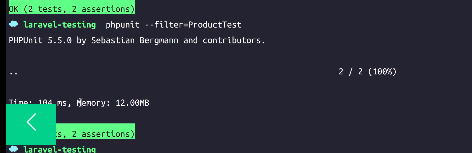 OK (2 tests, 2 assertions)
laravel-testing phpunit --filter=ProductTest
PHPUnit 5.5.0 by Sebastian Bergmann and contributors.
.. 2 / 2 (100%)
Time: 104 ms, Memory: 12.00MB
ts, 2 assertions)
laravel-testing